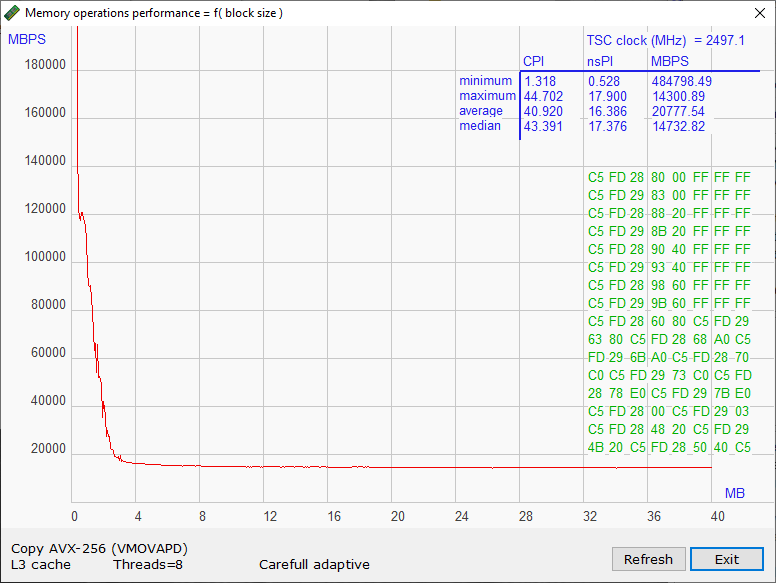 Memory operations performance = f( block size )
MBPS
TSC clock (MHz) = 2497.1
CPI nsPI MBPS
minimum 1.318 0.528 484798.49
maximum 44.702 17.900 14300.89
average 40.920 16.386 20777.54
median 43.391 17.376 14732.82
180000
160000
140000
120000
100000
80000
60000
40000
20000
C5 FD 28 80 00 FF FF FF
C5 FD 29 83 00 FF FF FF
C5 FD 28 88 20 FF FF FF
C5 FD 29 8B 20 FF FF FF
C5 FD 28 90 40 FF FF FF
C5 FD 29 93 40 FF FF FF
C5 FD 28 98 60 FF FF FF
C5 FD 29 9B 60 FF FF FF
C5 FD 28 60 80 C5 FD 29
63 80 C5 FD 28 68 A0 C5
FD 29 6B A0 C5 FD 28 70
C0 C5 FD 29 73 C0 C5 FD
28 78 E0 C5 FD 29 7B E0
C5 FD 28 00 C5 FD 29 03
C5 FD 28 48 20 C5 FD 29
4B 20 C5 FD 28 50 40 C5
MB
0 4 8 12 16 20 24 28 32 36 40
Copy AVX-256 (VMOVAPD)
L3 cache Threads=8 Carefull adaptive
Refresh Exit